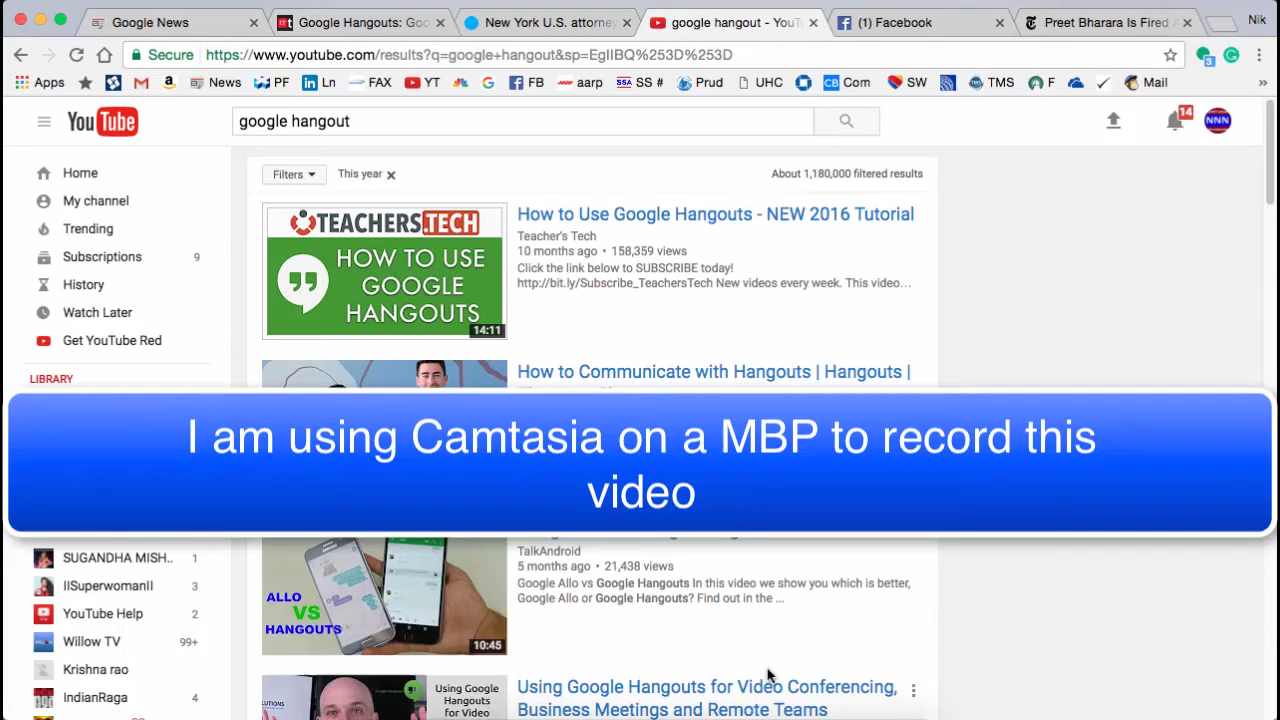 Google News
Google Hangouts: Goo
New York U.S. attorney
google hangout - YouT
(1) Facebook
Preet Bharara Is Fired A
Nik
Secure
https://www.youtube.com/results?q=google+hangout&sp=EgIIBQ%253D%253D
3
Apps
News
PF
Ln
FAX
YT
FB
aarp
SSA SS #
Prud
UHC
Com
SW
TMS
F
Mail
»
YouTube
google hangout
14
NNN
Home
My channel
Trending
Subscriptions 9
History
Watch Later
Get YouTube Red
LIBRARY
Filters
This year
About 1,180,000 filtered results
TEACHERS.TECH
HOW TO USE
GOOGLE
HANGOUTS
14:11
How to Use Google Hangouts - NEW 2016 Tutorial
Teacher's Tech
10 months ago • 158,359 views
Click the link below to SUBSCRIBE today!
http://bit.ly/Subscribe_TeachersTech New videos every week. This video...
How to Communicate with Hangouts | Hangouts |
I am using Camtasia on a MBP to record this
video
SUGANDHA MISH.. 1
IISuperwomanII 3
YouTube Help 2
Willow TV 99+
Krishna rao
IndianRaga 4
ALLO
VS
HANGOUTS
10:45
TalkAndroid
5 months ago • 21,438 views
Google Allo vs Google Hangouts In this video we show you which is better,
Google Allo or Google Hangouts? Find out in the ...
Using Google
Hangouts
for Video
Using Google Hangouts for Video Conferencing,
Business Meetings and Remote Teams